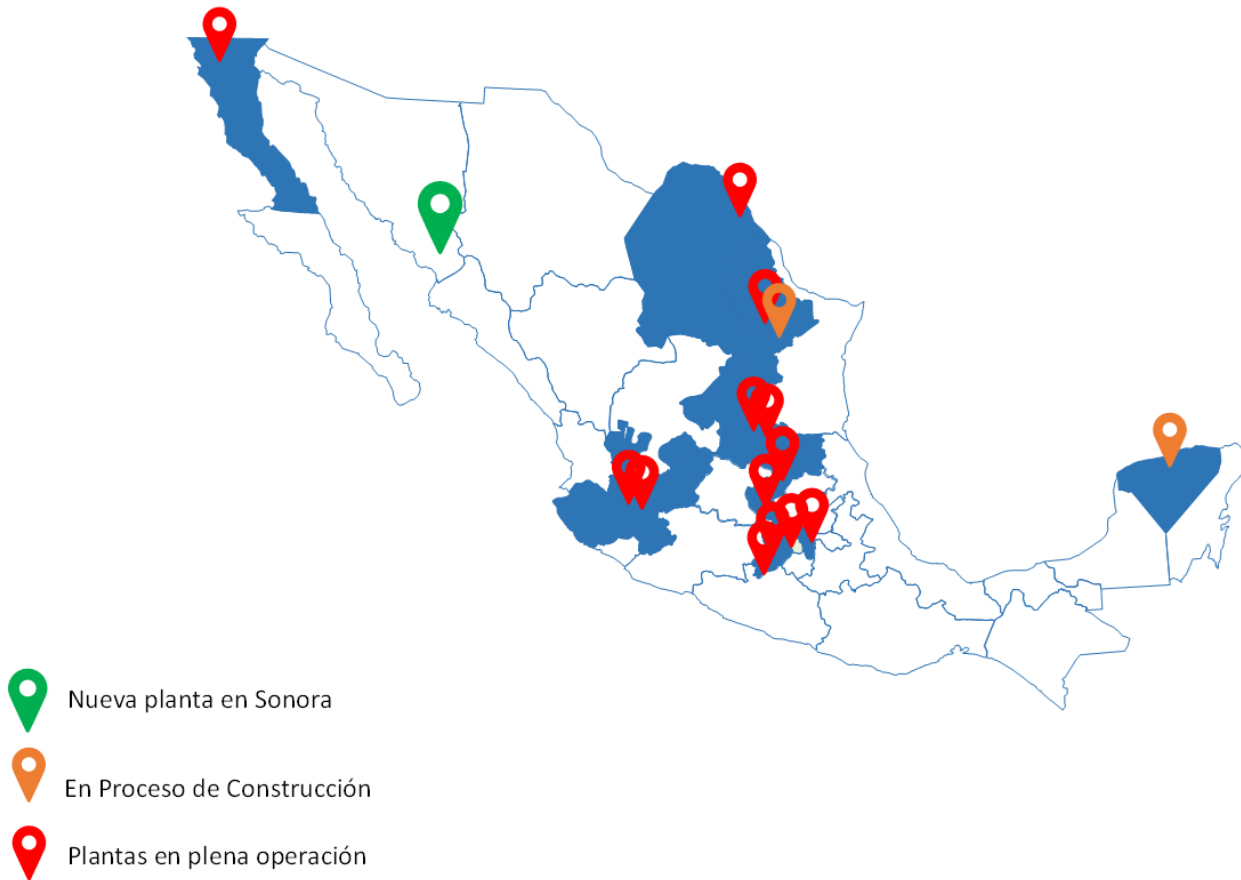 Nueva planta en Sonora
En Proceso de Construcción
Plantas en plena operación